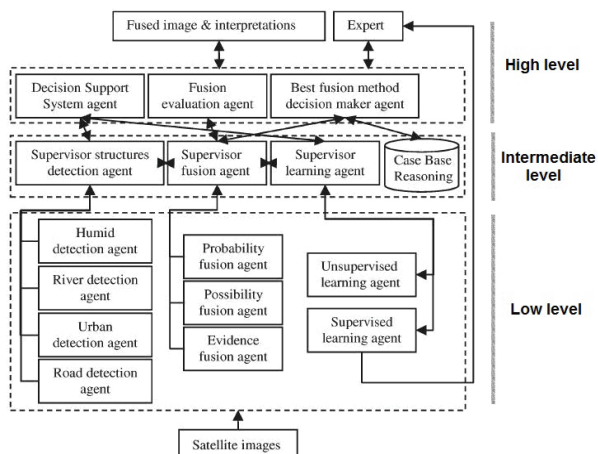 Fused image & interpretations
Expert
High level
Decision Support
System agent
Fusion
evaluation agent
Best fusion method
decision maker agent
Intermediate
level
Supervisor structures
detection agent
Supervisor
fusion agent
Supervisor
learning agent
Case Base
Reasoning
Low level
Humid
detection agent
River detection
agent
Urban
detection agent
Road detection
agent
Probability
fusion agent
Possibility
fusion agent
Evidence
fusion agent
Unsupervised
learning agent
Supervised
learning agent
Satellite images